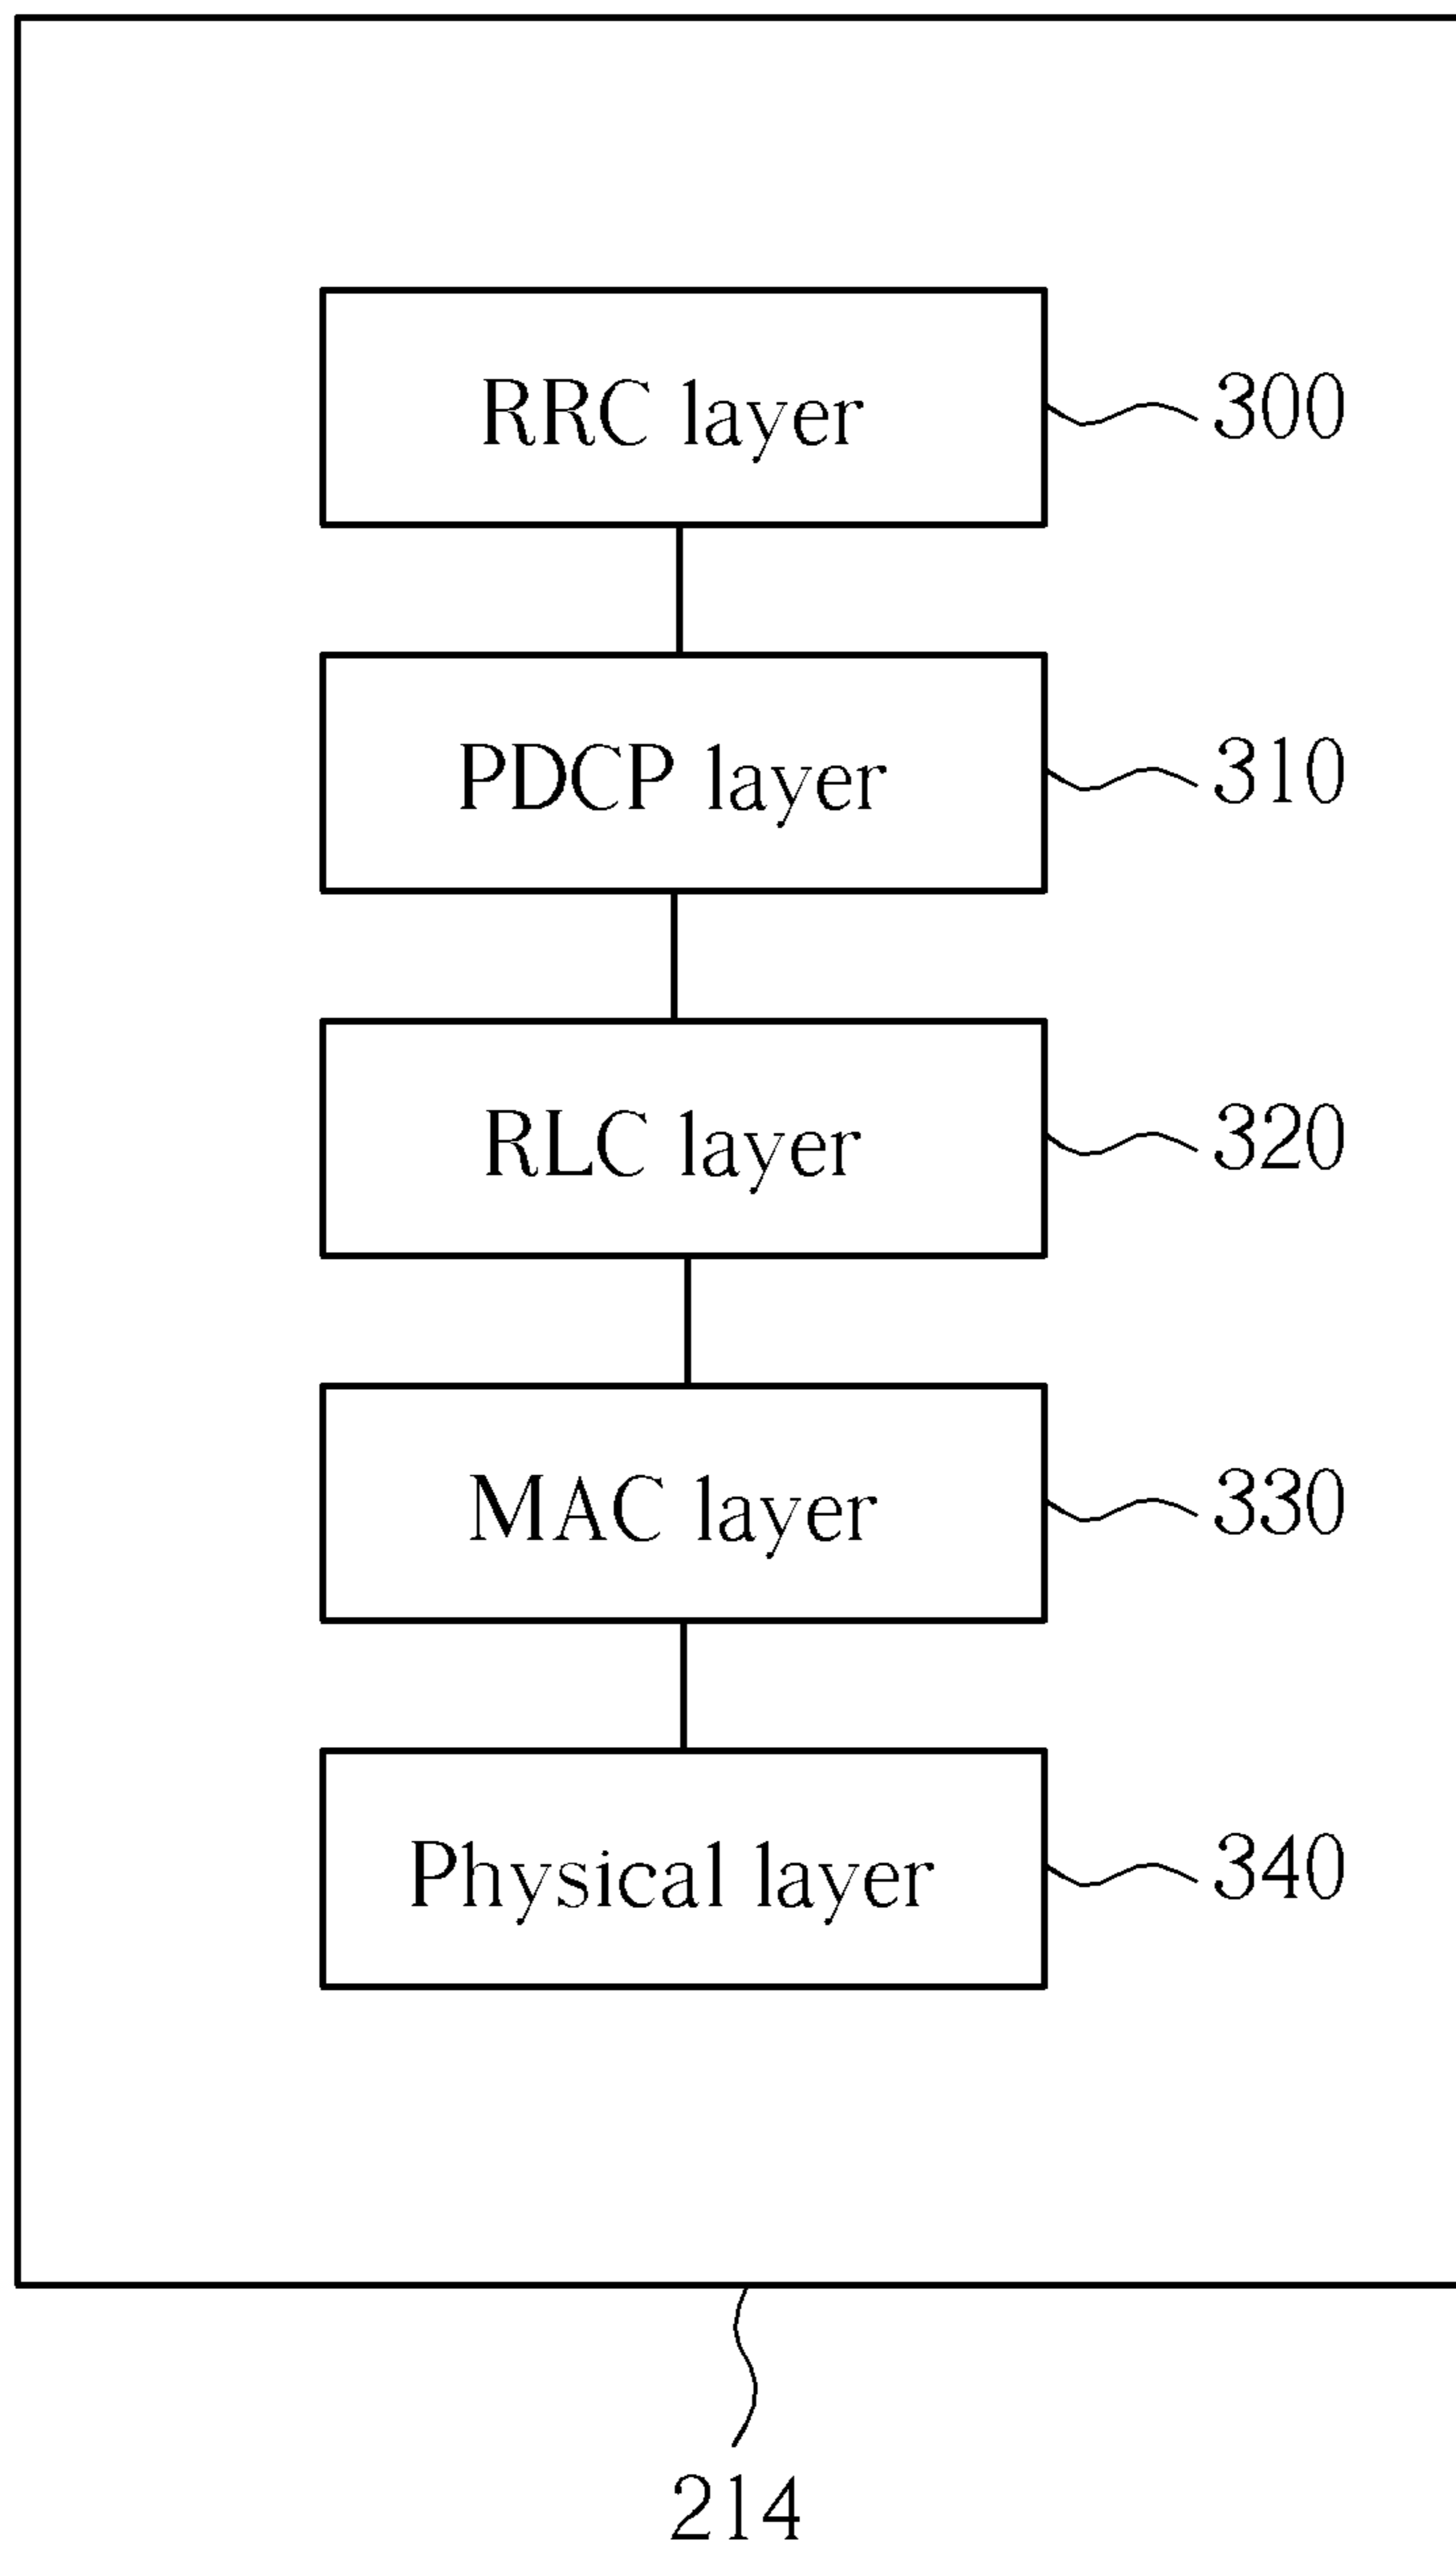 RRC layer 300
PDCP layer 310
RLC layer 320
MAC layer 330
Physical layer 340
214